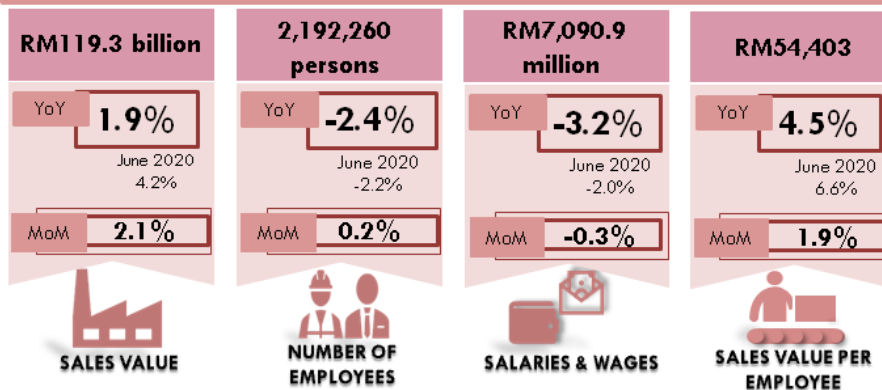 RM119.3 billion
YoY
1.9%
June 2020
4.2%
MoM
2.1%
SALES VALUE
2,192,260
persons
YoY
-2.4%
June 2020
-2.2%
MoM
0.2%
NUMBER OF
EMPLOYEES
RM7,090.9
million
YoY
-3.2%
June 2020
-2.0%
MoM
-0.3%
SALARIES & WAGES
RM54,403
YoY
4.5%
June 2020
6.6%
MoM
1.9%
SALES VALUE PER
EMPLOYEE